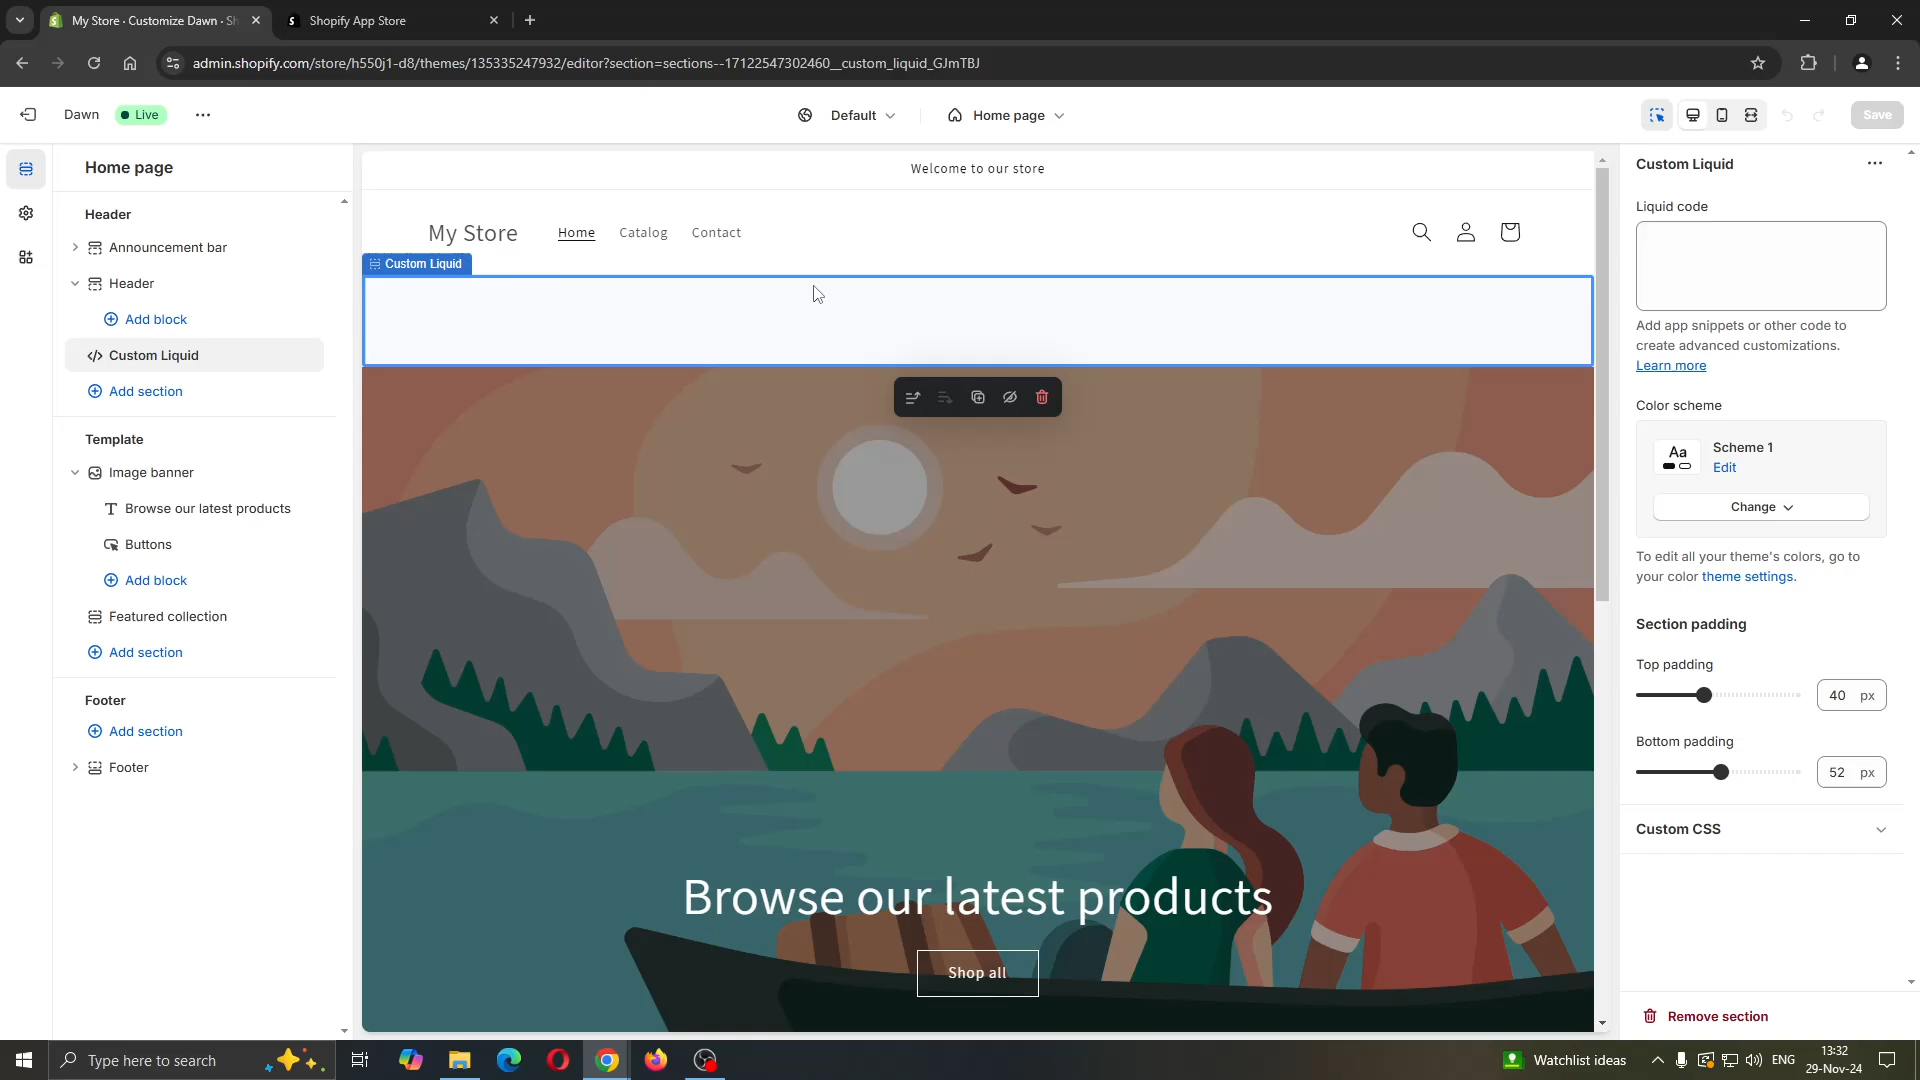 My Store · Customize Dawn · Sh
Shopify App Store
admin.shopify.com/store/h550j1-d8/themes/135335247932/editor?section=sections--17122547302460__custom_liquid_GJmTBJ
Dawn
Live
Default
Home page
Save
Home page
Header
Announcement bar
Header
Add block
Custom Liquid
Add section
Template
Image banner
Browse our latest products
Buttons
Add block
Featured collection
Add section
Footer
Add section
Footer
Welcome to our store
My Store
Home
Catalog
Contact
Custom Liquid
Browse our latest products
Shop all
Custom Liquid
Liquid code
Add app snippets or other code to
create advanced customizations.
Learn more
Color scheme
Aa
Scheme 1
Edit
Change
To edit all your theme's colors, go to
your color theme settings.
Section padding
Top padding
40 px
Bottom padding
52 px
Custom CSS
Remove section
Type here to search
Watchlist ideas
ENG
13:32
29-Nov-24